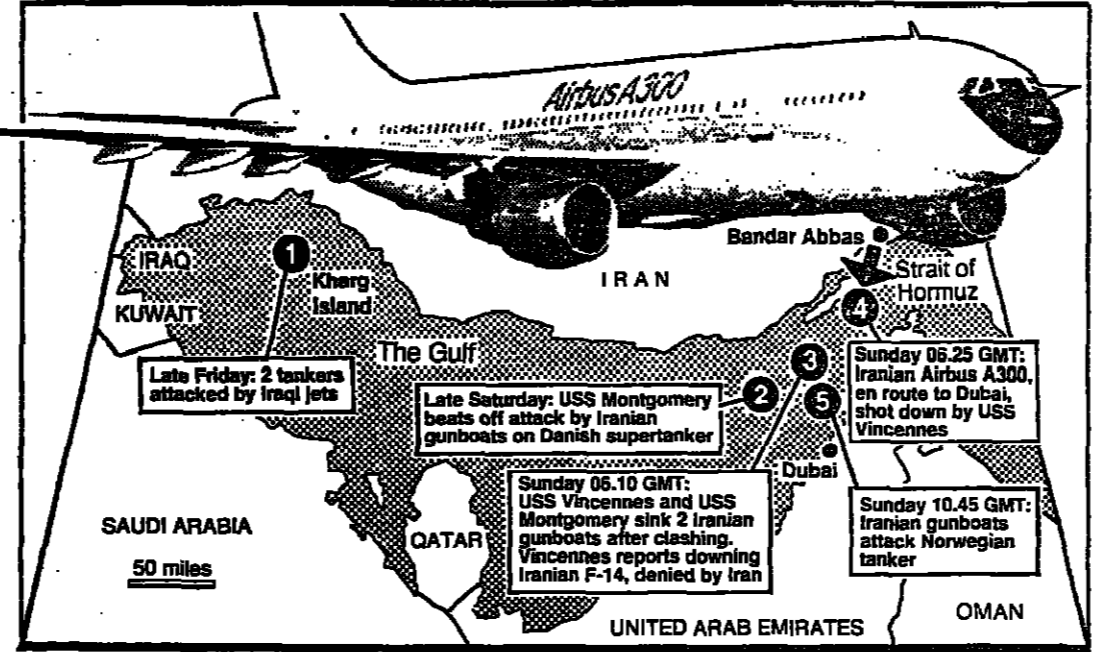 Airbus A300
Bandar Abbas
IRAQ
1
Kharg
Island
IRAN
Strait of
Hormuz
KUWAIT
4
The Gulf
Late Friday: 2 tankers
attacked by Iraqi jets
3
Sunday 06.25 GMT:
Iranian Airbus A300,
en route to Dubai,
shot down by USS
Vincennes
Late Saturday: USS Montgomery
beats off attack by Iranian
gunboats on Danish supertanker
2
5
Dubai
Sunday 06.10 GMT:
USS Vincennes and USS
Montgomery sink 2 Iranian
gunboats after clashing.
Vincennes reports downing
Iranian F-14, denied by Iran
Sunday 10.45 GMT:
Iranian gunboats
attack Norwegian
tanker
SAUDI ARABIA
QATAR
50 miles
UNITED ARAB EMIRATES
OMAN